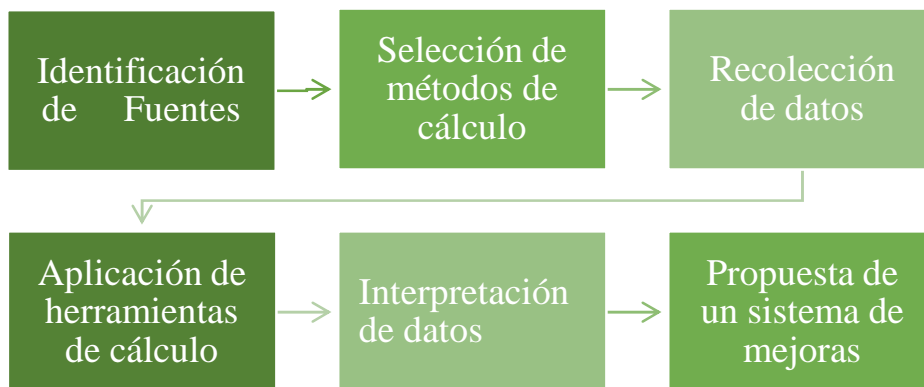 Identificación
de Fuentes
Selección de
métodos de
cálculo
Recolección
de datos
Aplicación de
herramientas
de cálculo
Interpretación
de datos
Propuesta de
un sistema de
mejoras